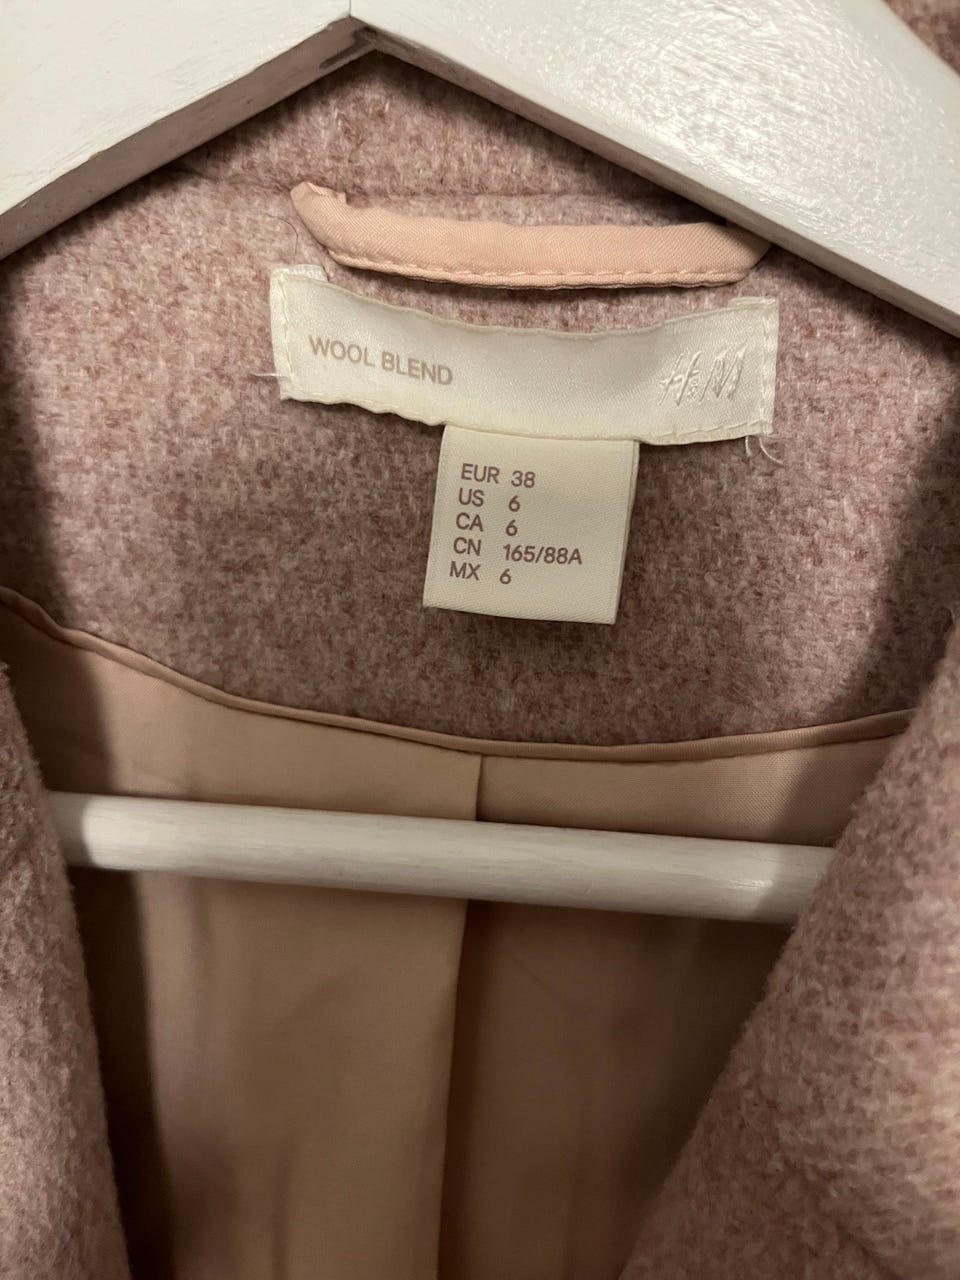 WOOL BLEND
H&M
EUR 38
US 6
CA 6
CN 165/88A
MX 6